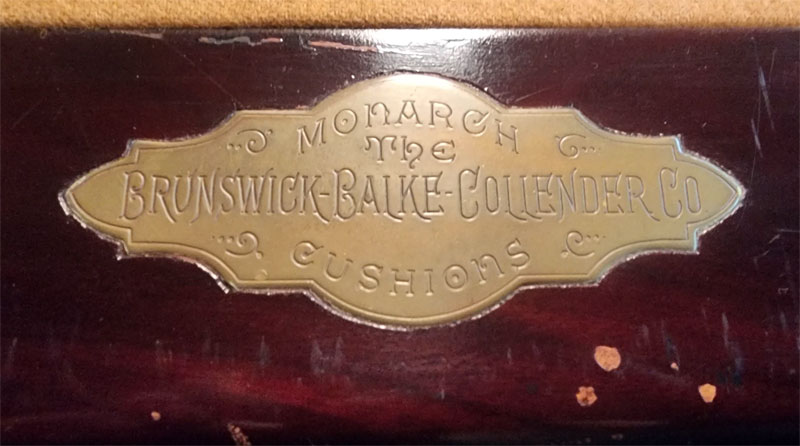 MONARCH
THE
BRUNSWICK-BALKE-COLLENDER CO.
CUSHIONS